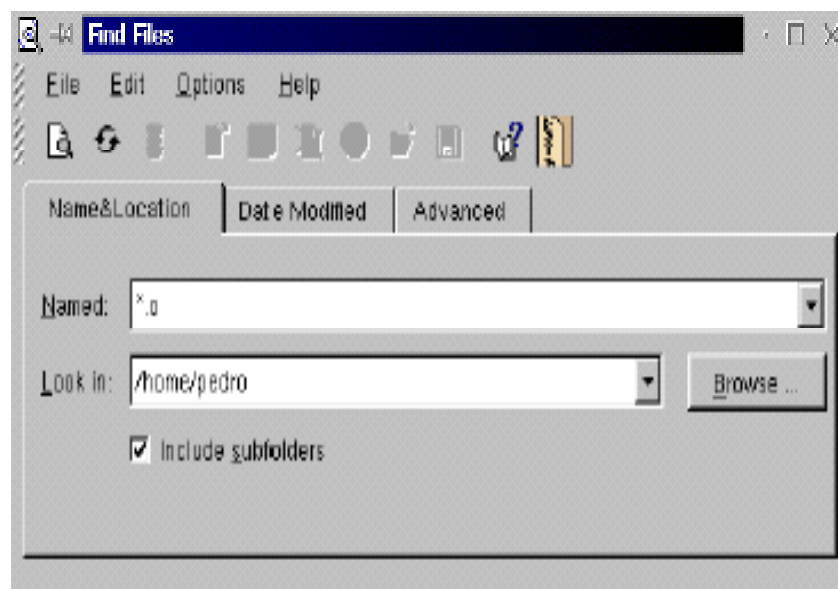 Find Files
File Edit Options Help
Name&Location Date Modified Advanced
Named: *.o
Look in: /home/pedro Browse ...
Include subfolders